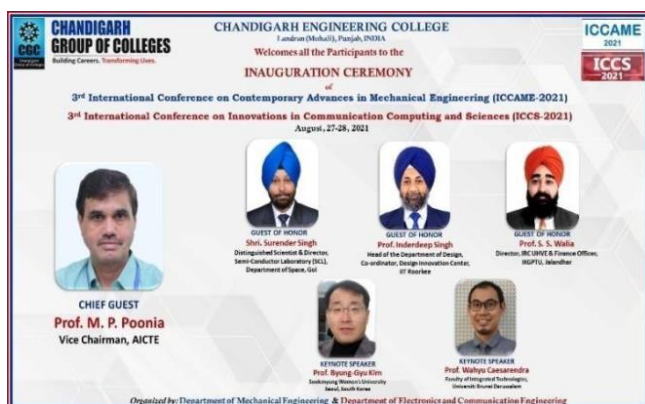 CGC
Chandigarh
Group of Colleges
CHANDIGARH
GROUP OF COLLEGES
Building Careers. Transforming Lives.
CHANDIGARH ENGINEERING COLLEGE
Landran (Mohali), Punjab, INDIA
Welcomes all the Participants to the
INAUGURATION CEREMONY
of
3rd International Conference on Contemporary Advances in Mechanical Engineering (ICCAME-2021)
3rd International Conference on Innovations in Communication Computing and Sciences (ICCS-2021)
August, 27-28, 2021
ICCAME
2021
ICCS
2021
CHIEF GUEST
Prof. M. P. Poonia
Vice Chairman, AICTE
GUEST OF HONOR
Shri. Surender Singh
Distinguished Scientist & Director,
Semi-Conductor Laboratory (SCL),
Department of Space, GoI
GUEST OF HONOR
Prof. Inderdeep Singh
Head of the Department of Design,
Co-ordinator, Design Innovation Center,
IIT Roorkee
GUEST OF HONOR
Prof. S. S. Walia
Director, IRC UHVE & Finance Officer,
IKGPTU, Jalandhar
KEYNOTE SPEAKER
Prof. Byung-Gyu Kim
Sookmyung Women's University
Seoul, South Korea
KEYNOTE SPEAKER
Prof. Wahyu Caesarendra
Faculty of Integrated Technologies,
Universiti Brunei Darussalam
Organized by: Department of Mechanical Engineering & Department of Electronics and Communication Engineering